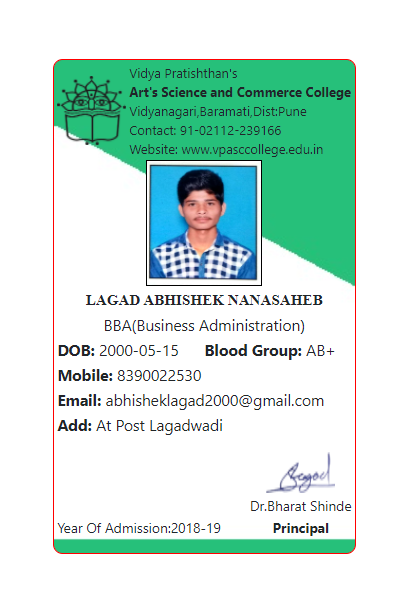 Vidya Pratishthan's
Art's Science and Commerce College
Vidyanagari,Baramati,Dist:Pune
Contact: 91-02112-239166
Website: www.vpasccollege.edu.in
LAGAD ABHISHEK NANASAHEB
BBA(Business Administration)
DOB: 2000-05-15 Blood Group: AB+
Mobile: 8390022530
Email: abhisheklagad2000@gmail.com
Add: At Post Lagadwadi
Dr.Bharat Shinde
Year Of Admission:2018-19 Principal